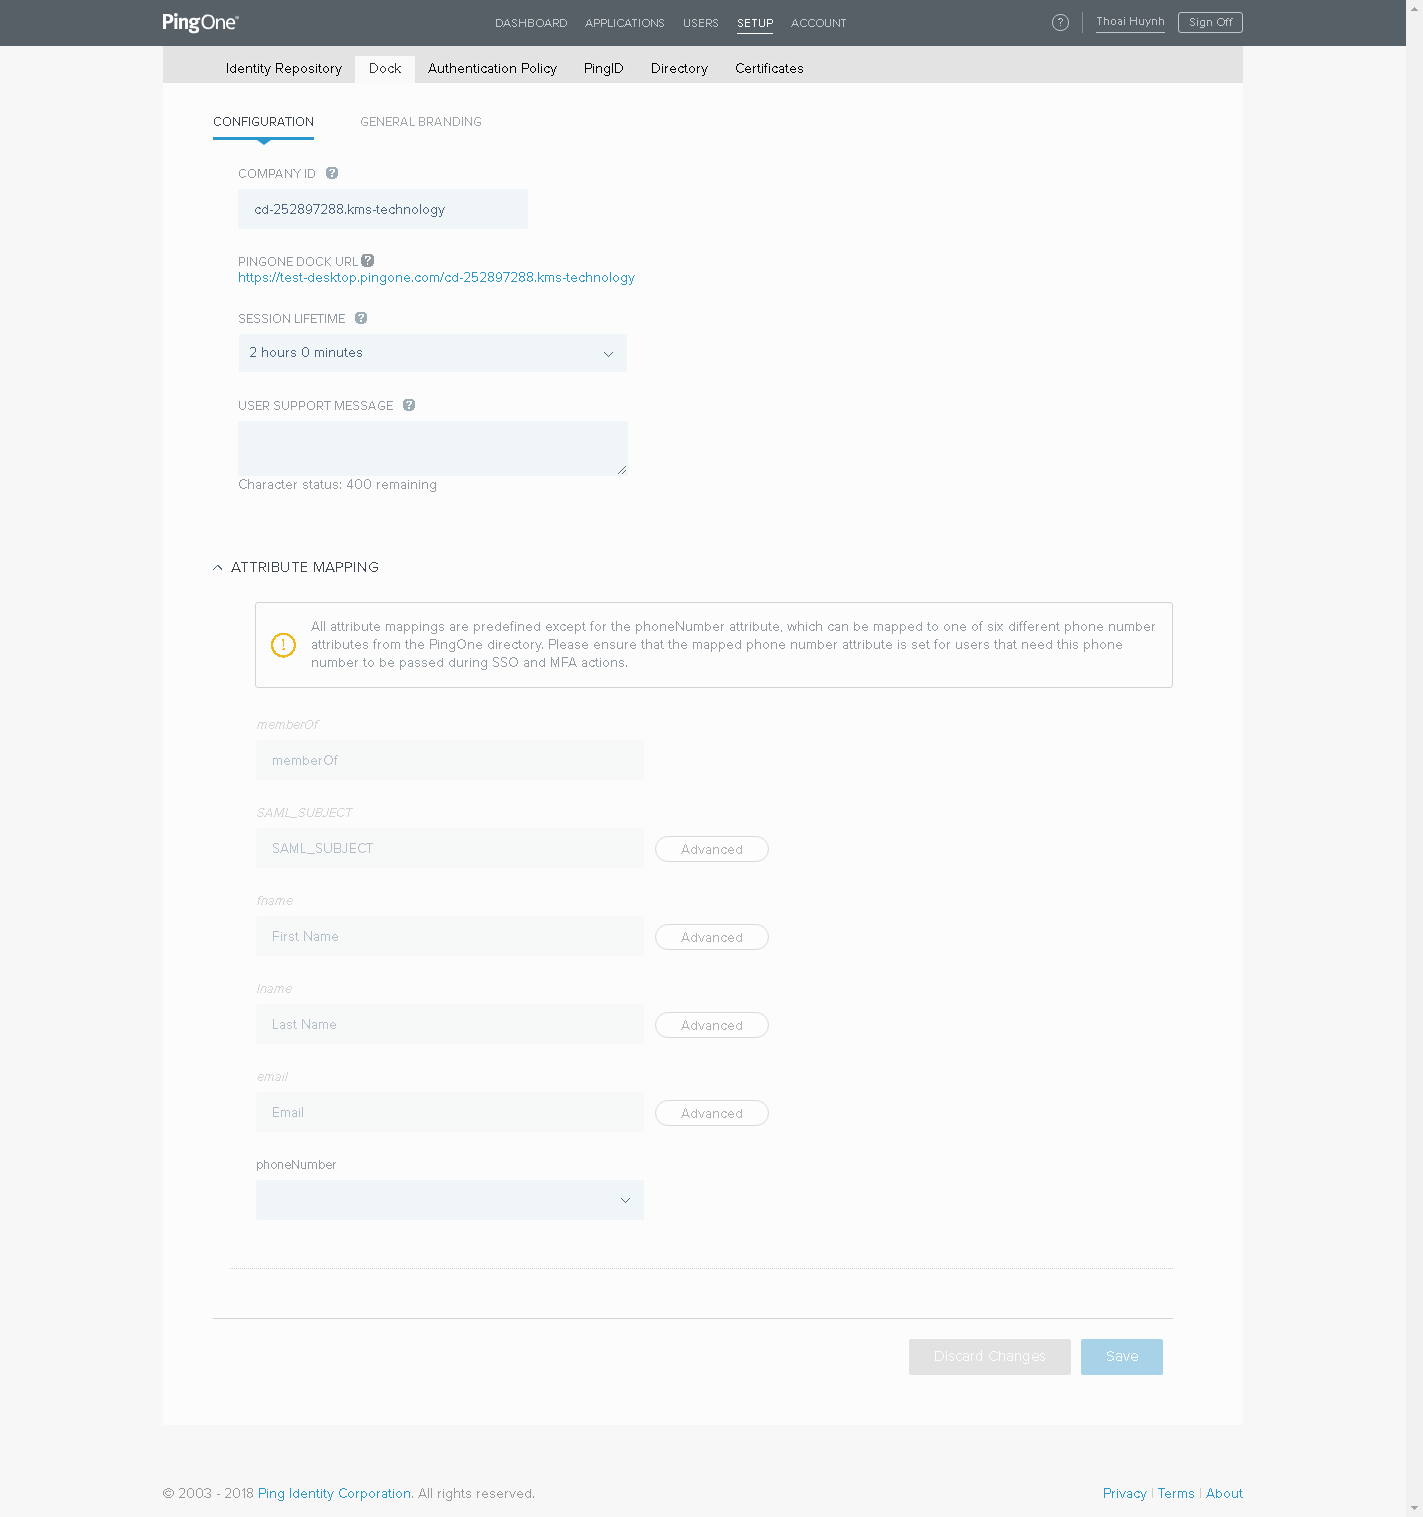 PingOne®
DASHBOARD APPLICATIONS USERS SETUP ACCOUNT
? Thoai Huynh Sign Off
Identity Repository Dock Authentication Policy PingID Directory Certificates
CONFIGURATION GENERAL BRANDING
COMPANY ID ?
cd-252897288.kms-technology
PINGONE DOCK URL ?
https://test-desktop.pingone.com/cd-252897288.kms-technology
SESSION LIFETIME ?
2 hours 0 minutes
USER SUPPORT MESSAGE ?
Character status: 400 remaining
ATTRIBUTE MAPPING
All attribute mappings are predefined except for the phoneNumber attribute, which can be mapped to one of six different phone number
! attributes from the PingOne directory. Please ensure that the mapped phone number attribute is set for users that need this phone
number to be passed during SSO and MFA actions.
memberOf
memberOf
SAML_SUBJECT
SAML_SUBJECT Advanced
fname
First Name Advanced
lname
Last Name Advanced
email
Email Advanced
phoneNumber
Discard Changes Save
© 2003 - 2018 Ping Identity Corporation. All rights reserved. Privacy | Terms | About